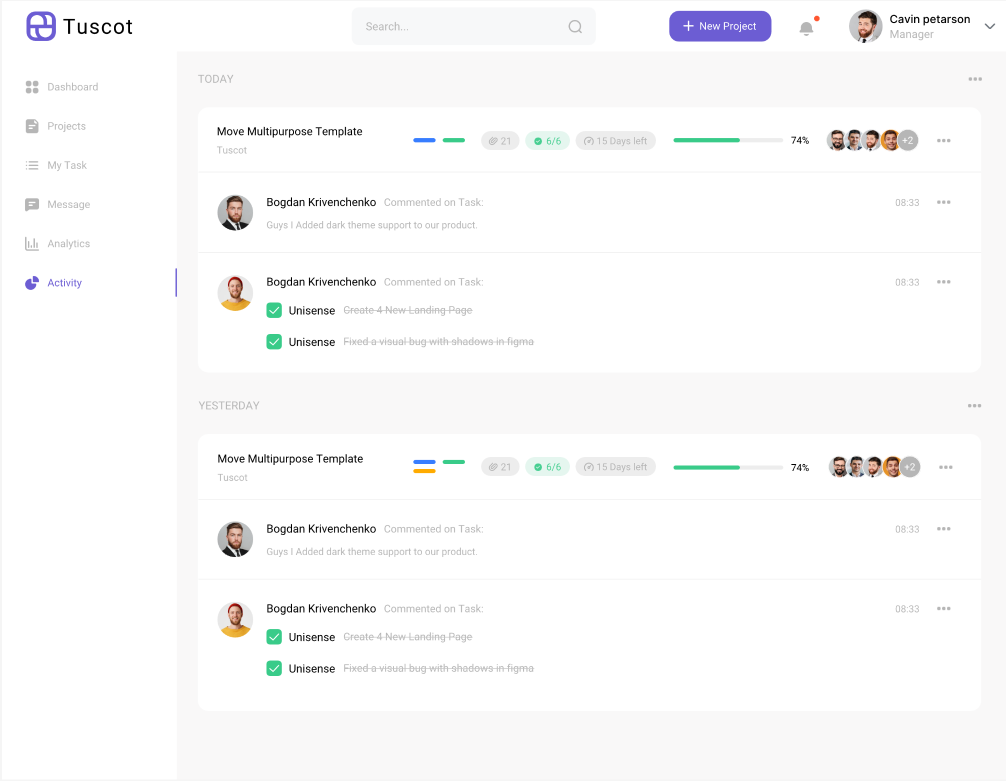 Tuscot
Search...
New Project
Cavin petarson
Manager
Dashboard
Projects
My Task
Message
Analytics
Activity
TODAY
Move Multipurpose Template
Tuscot
21
6/6
15 Days left
74%
+2
Bogdan Krivenchenko Commented on Task: 08:33
Guys I Added dark theme support to our product.
Bogdan Krivenchenko Commented on Task: 08:33
Unisense Create 4 New Landing Page
Unisense Fixed a visual bug with shadows in figma
YESTERDAY
Move Multipurpose Template
Tuscot
21
6/6
15 Days left
74%
+2
Bogdan Krivenchenko Commented on Task: 08:33
Guys I Added dark theme support to our product.
Bogdan Krivenchenko Commented on Task: 08:33
Unisense Create 4 New Landing Page
Unisense Fixed a visual bug with shadows in figma